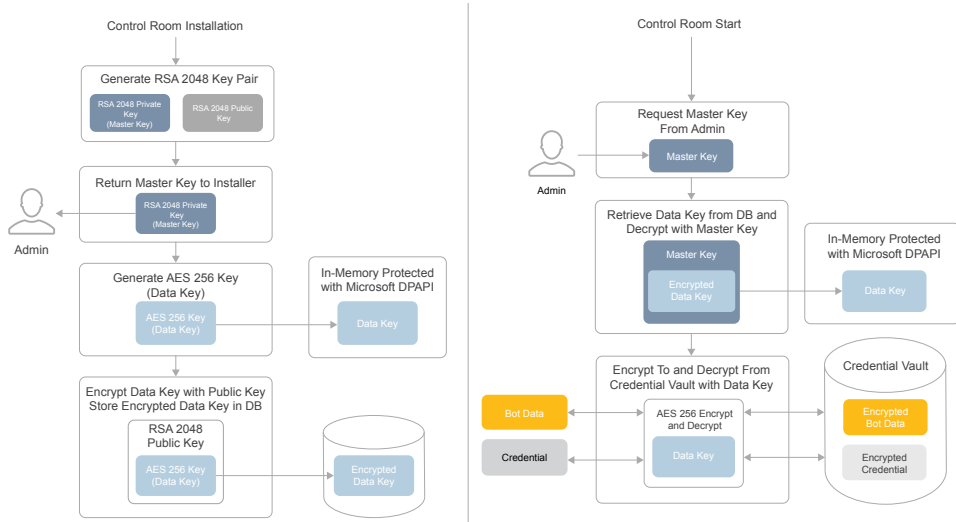 Control Room Installation
Generate RSA 2048 Key Pair
RSA 2048 Private
Key
(Master Key)
RSA 2048 Public
Key
Return Master Key to Installer
RSA 2048 Private
Key
(Master Key)
Admin
Generate AES 256 Key
(Data Key)
AES 256 Key
(Data Key)
In-Memory Protected
with Microsoft DPAPI
Data Key
Encrypt Data Key with Public Key
Store Encrypted Data Key in DB
RSA 2048
Public Key
AES 256 Key
(Data Key)
Encrypted
Data Key
Control Room Start
Request Master Key
From Admin
Master Key
Admin
Retrieve Data Key from DB and
Decrypt with Master Key
Master Key
Encrypted
Data Key
In-Memory Protected
with Microsoft DPAPI
Data Key
Encrypt To and Decrypt From
Credential Vault with Data Key
Bot Data
Credential
AES 256 Encrypt
and Decrypt
Data Key
Credential Vault
Encrypted
Bot Data
Encrypted
Credential